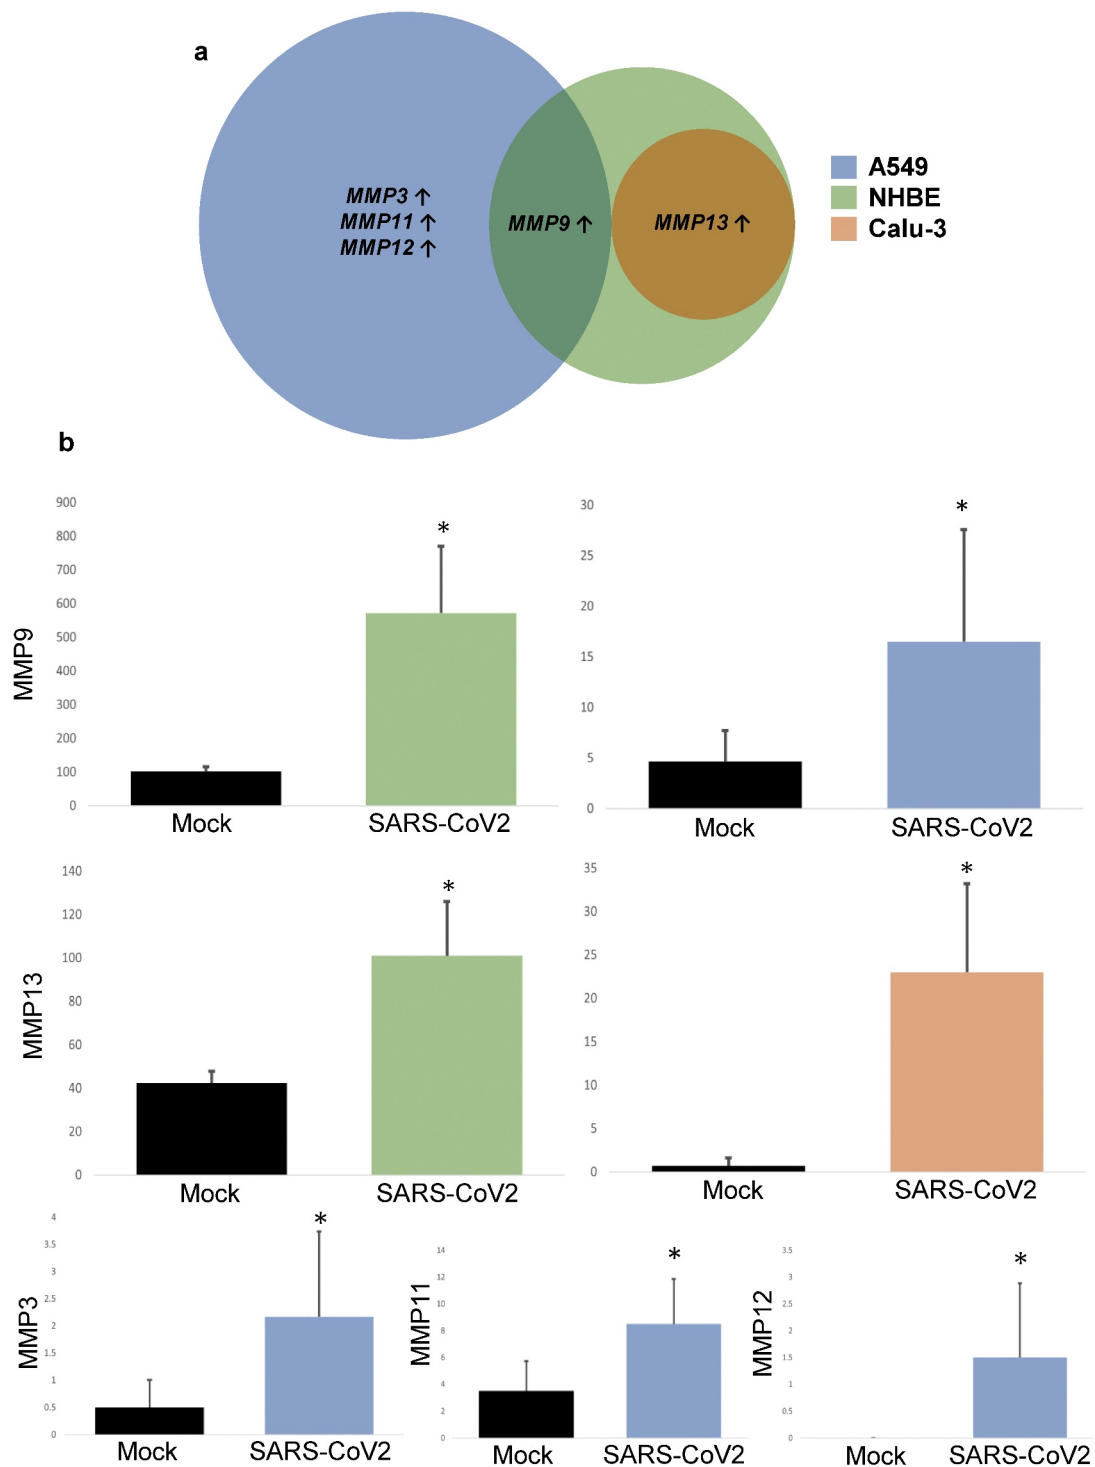 a
MMP3 ↑
MMP11 ↑
MMP12 ↑
MMP9 ↑
MMP13 ↑
A549
NHBE
Calu-3
b
MMP9
900
800
700
600
500
400
300
200
100
0
*
Mock
SARS-CoV2
30
25
20
15
10
5
0
*
Mock
SARS-CoV2
MMP13
140
120
100
80
60
40
20
0
*
Mock
SARS-CoV2
35
30
25
20
15
10
5
0
*
Mock
SARS-CoV2
MMP3
4
3.5
3
2.5
2
1.5
1
0.5
0
*
Mock
SARS-CoV2
MMP11
14
12
10
8
6
4
2
0
*
Mock
SARS-CoV2
MMP12
3.5
3
2.5
2
1.5
1
0.5
0
*
Mock
SARS-CoV2